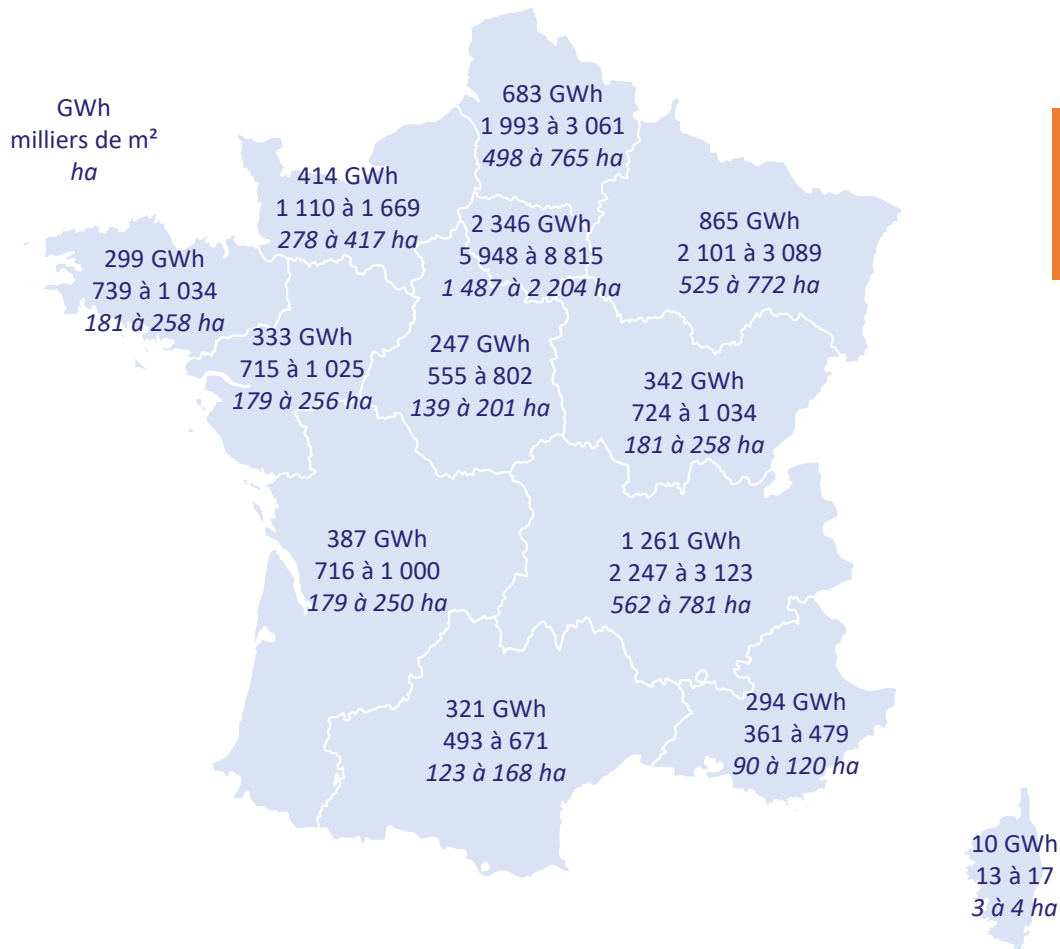 GWh
milliers de m²
ha
683 GWh
1 993 à 3 061
498 à 765 ha
414 GWh
1 110 à 1 669
278 à 417 ha
2 346 GWh
5 948 à 8 815
1 487 à 2 204 ha
865 GWh
2 101 à 3 089
525 à 772 ha
299 GWh
739 à 1 034
181 à 258 ha
333 GWh
715 à 1 025
179 à 256 ha
247 GWh
555 à 802
139 à 201 ha
342 GWh
724 à 1 034
181 à 258 ha
387 GWh
716 à 1 000
179 à 250 ha
1 261 GWh
2 247 à 3 123
562 à 781 ha
321 GWh
493 à 671
123 à 168 ha
294 GWh
361 à 479
90 à 120 ha
10 GWh
13 à 17
3 à 4 ha